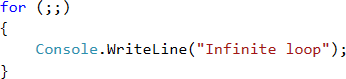 for (;;)
{
    Console.WriteLine("Infinite loop");
}